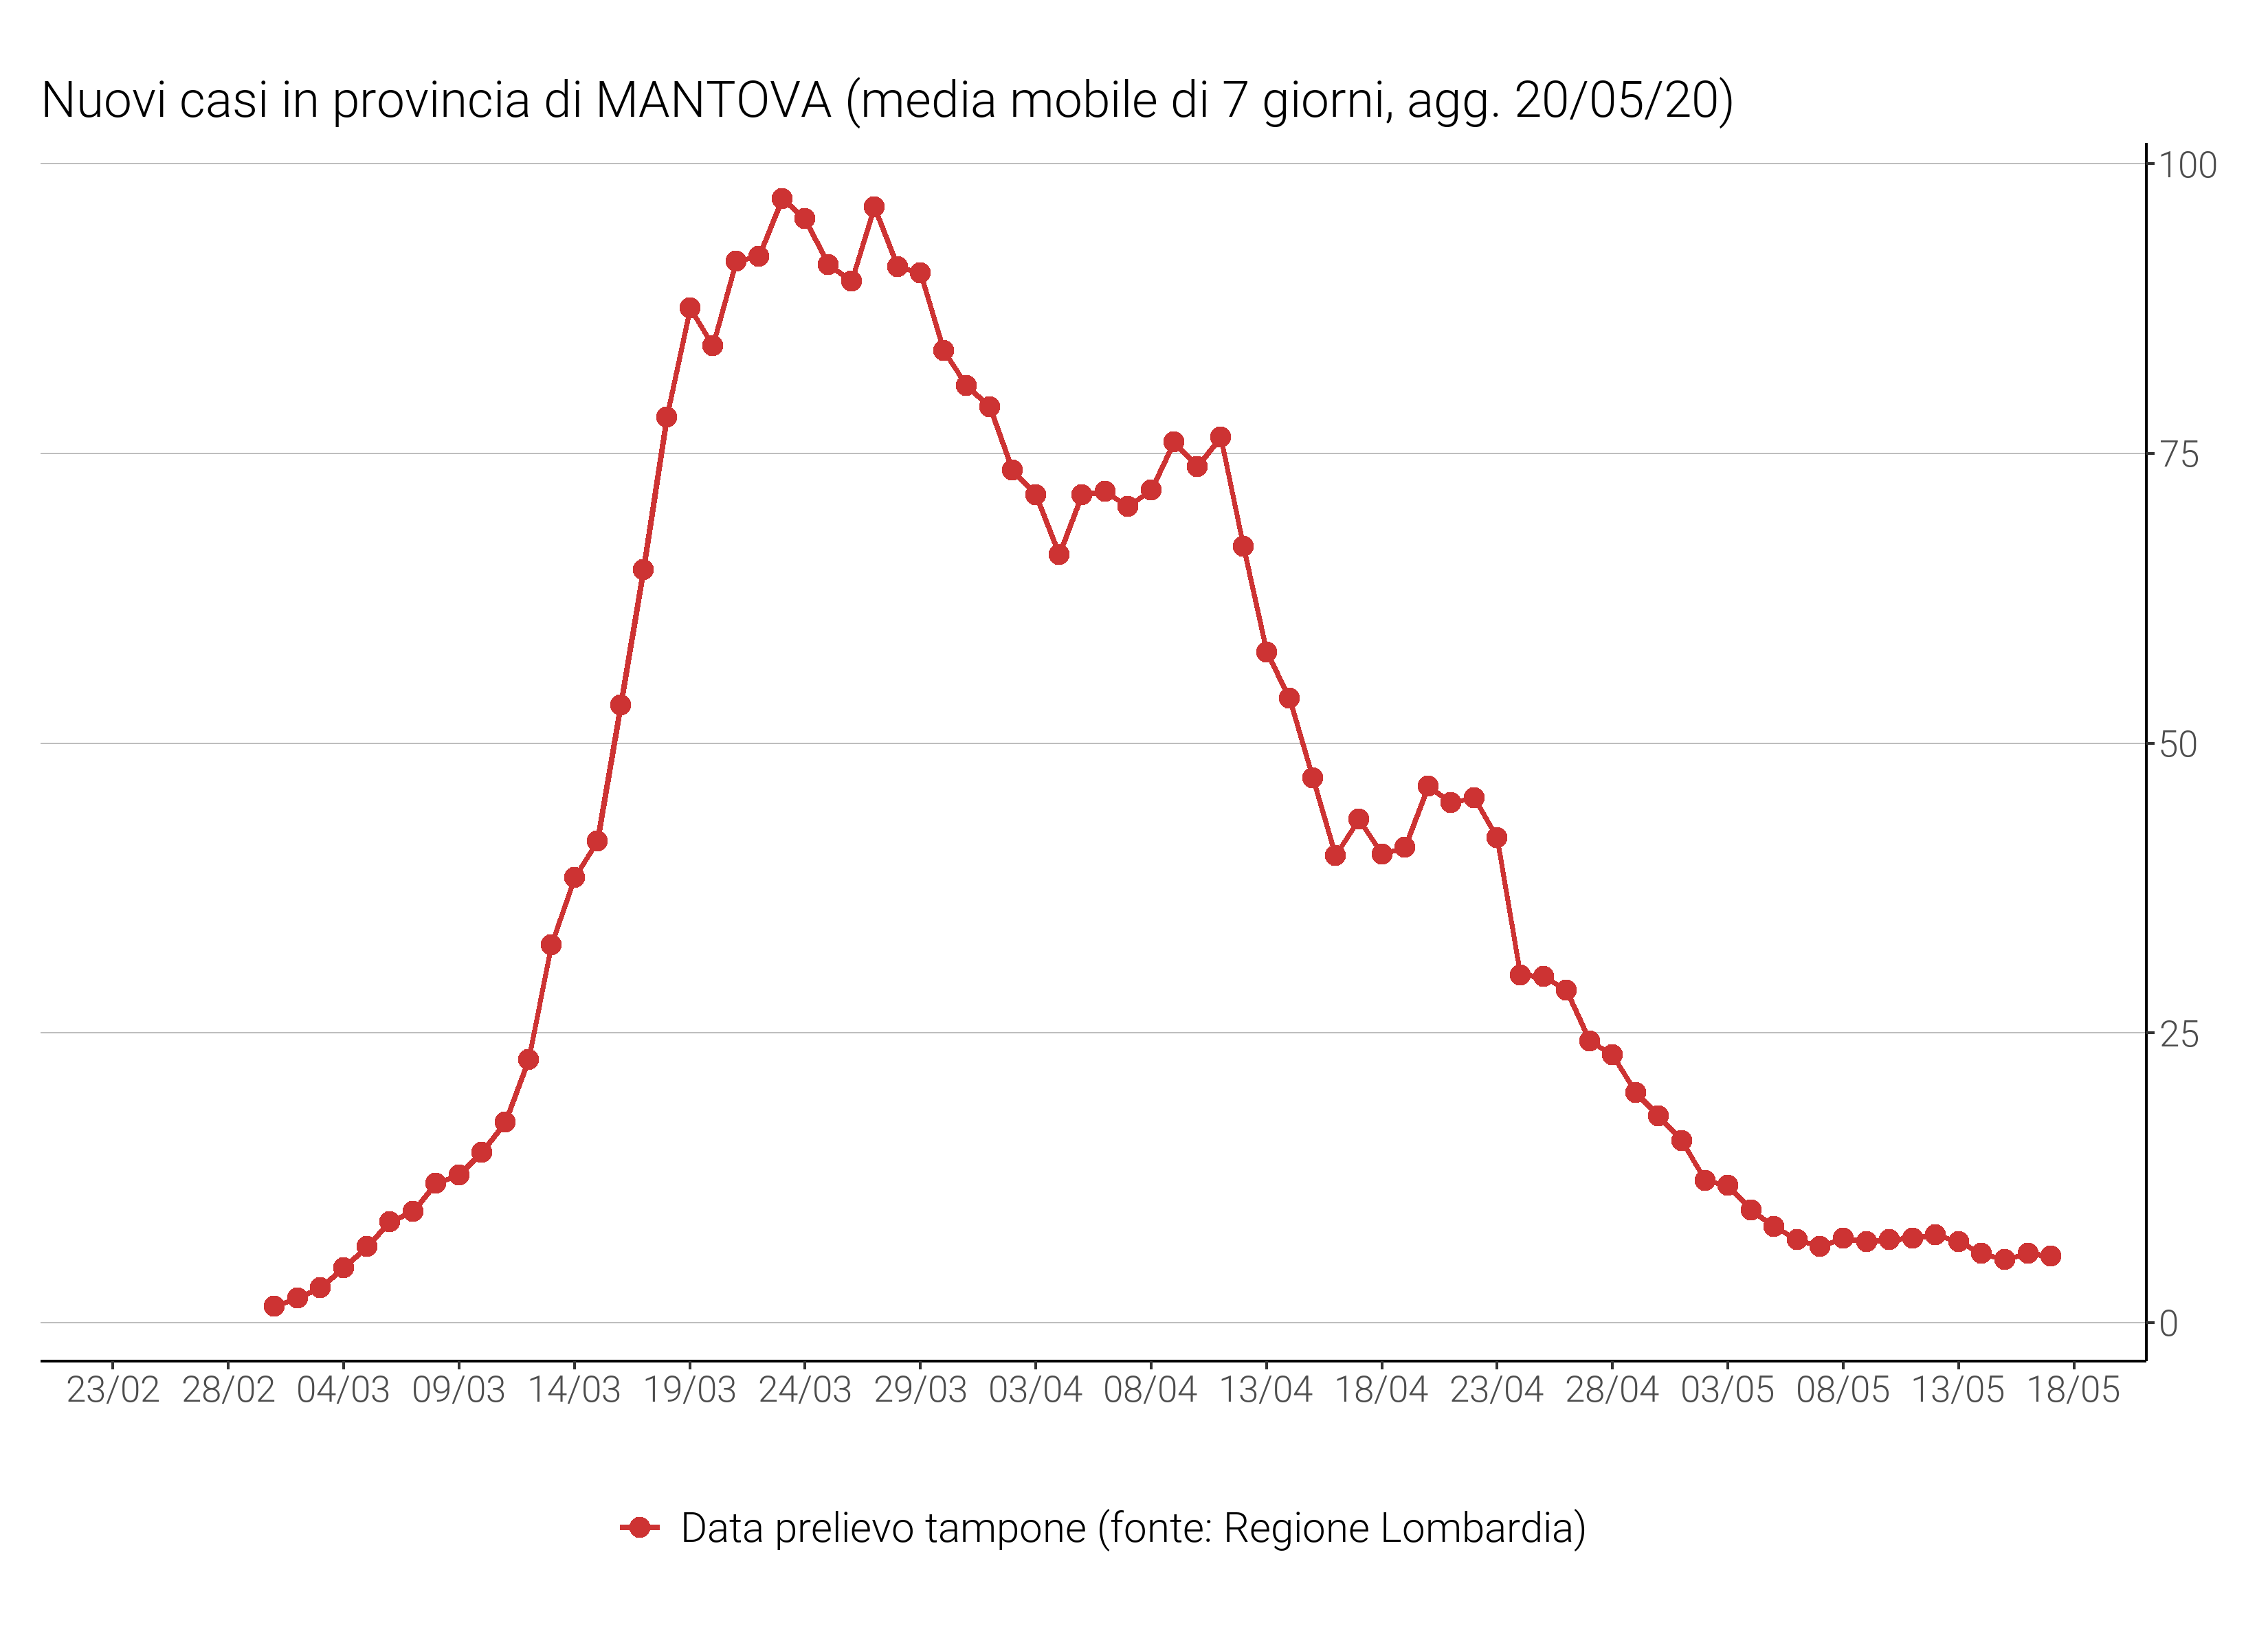 Nuovi casi in provincia di MANTOVA (media mobile di 7 giorni, agg. 20/05/20)
100
75
50
25
0
23/02 28/02 04/03 09/03 14/03 19/03 24/03 29/03 03/04 08/04 13/04 18/04 23/04 28/04 03/05 08/05 13/05 18/05
Data prelievo tampone (fonte: Regione Lombardia)